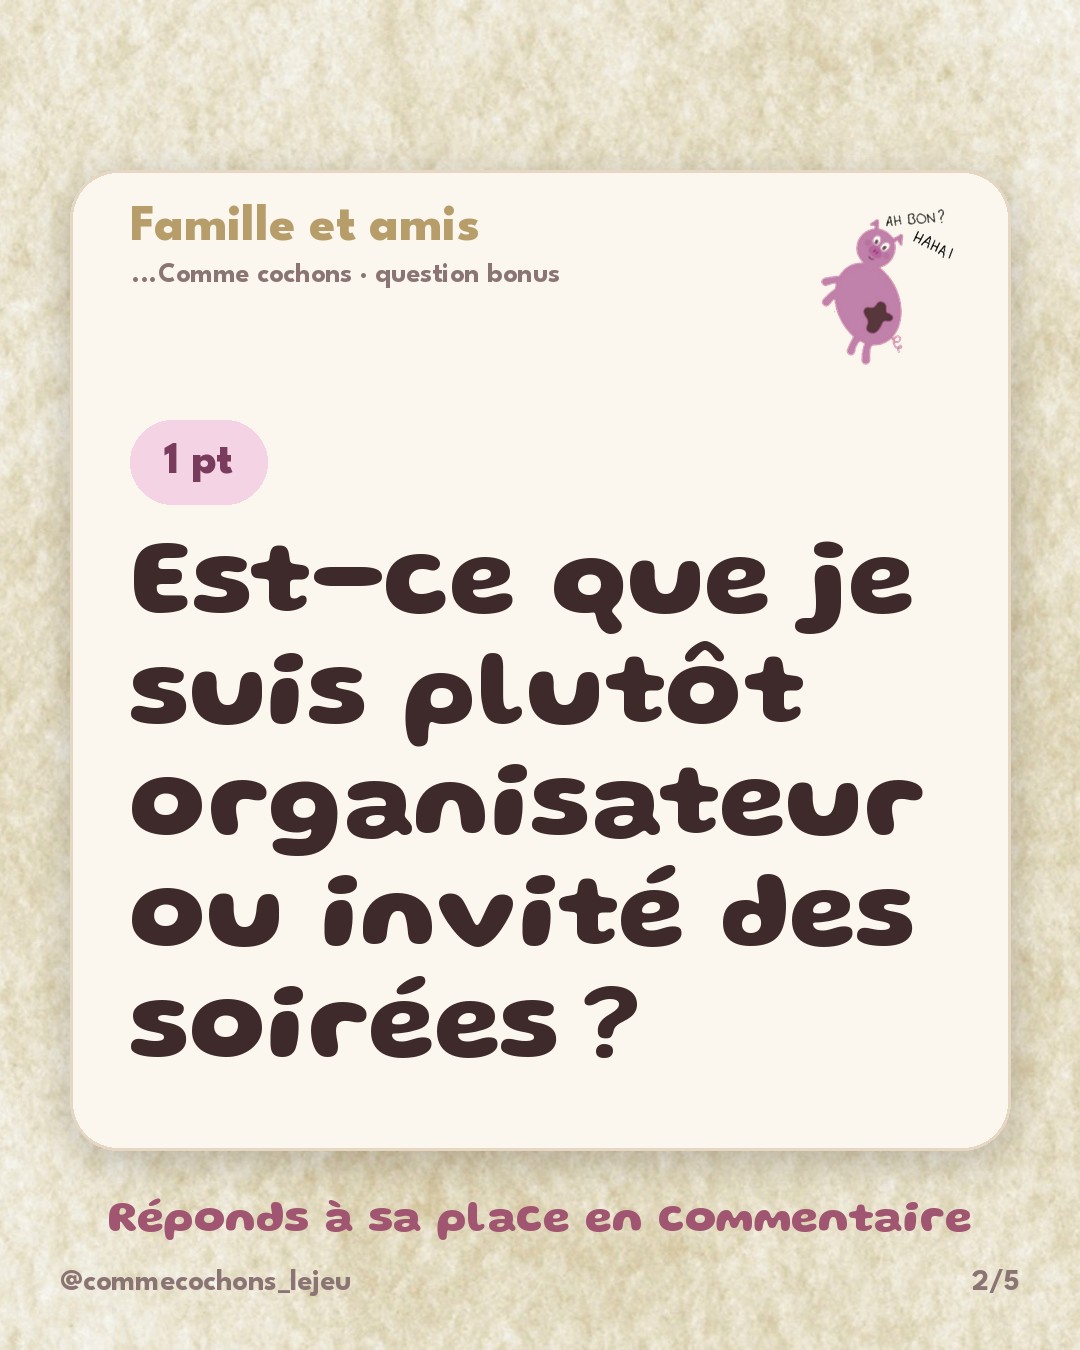 Famille et amis
...Comme cochons · question bonus
AH BON?
HAHA!
1 pt
Est-ce que je
suis plutôt
organisateur
ou invité des
soirées ?
Réponds à sa place en commentaire
@commecochons_lejeu
2/5